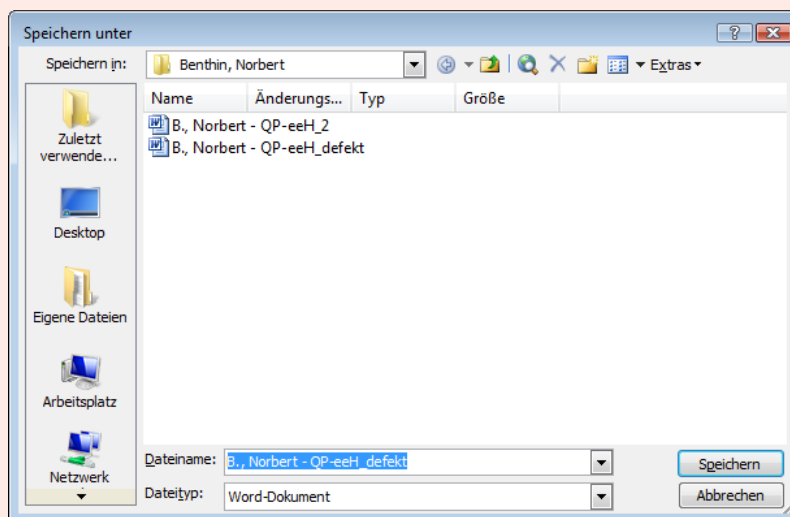 Speichern unter
Speichern in:
Benthin, Norbert
Extras
Name Änderungs... Typ Größe
B., Norbert - QP-eeH_2
B., Norbert - QP-eeH_defekt
Zuletzt
verwende...
Desktop
Eigene Dateien
Arbeitsplatz
Netzwerk
Dateiname: B., Norbert - QP-eeH_defekt
Speichern
Dateityp: Word-Dokument
Abbrechen